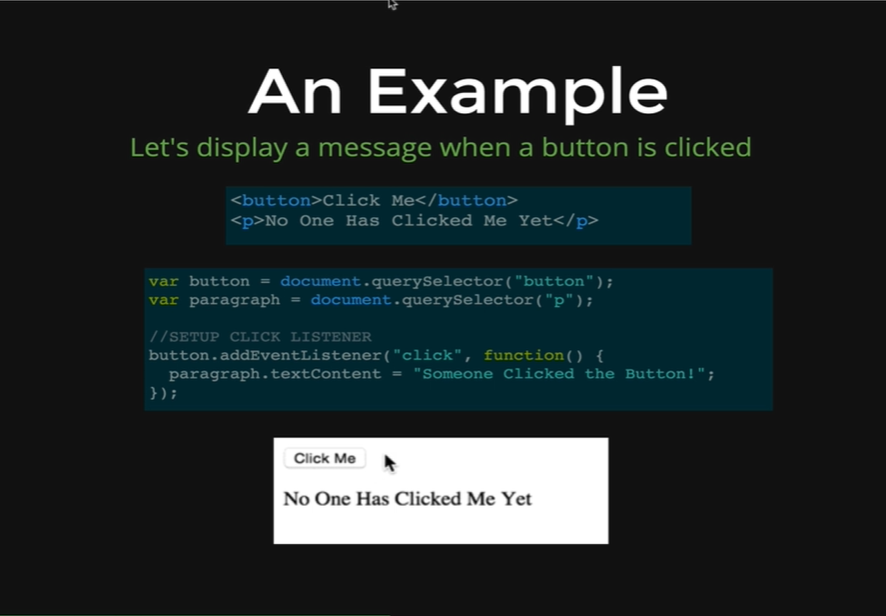 An Example
Let's display a message when a button is clicked
<button>Click Me</button>
<p>No One Has Clicked Me Yet</p>
var button = document.querySelector("button");
var paragraph = document.querySelector("p");
//SETUP CLICK LISTENER
button.addEventListener("click", function() {
  paragraph.textContent = "Someone Clicked the Button!";
});
Click Me
No One Has Clicked Me Yet